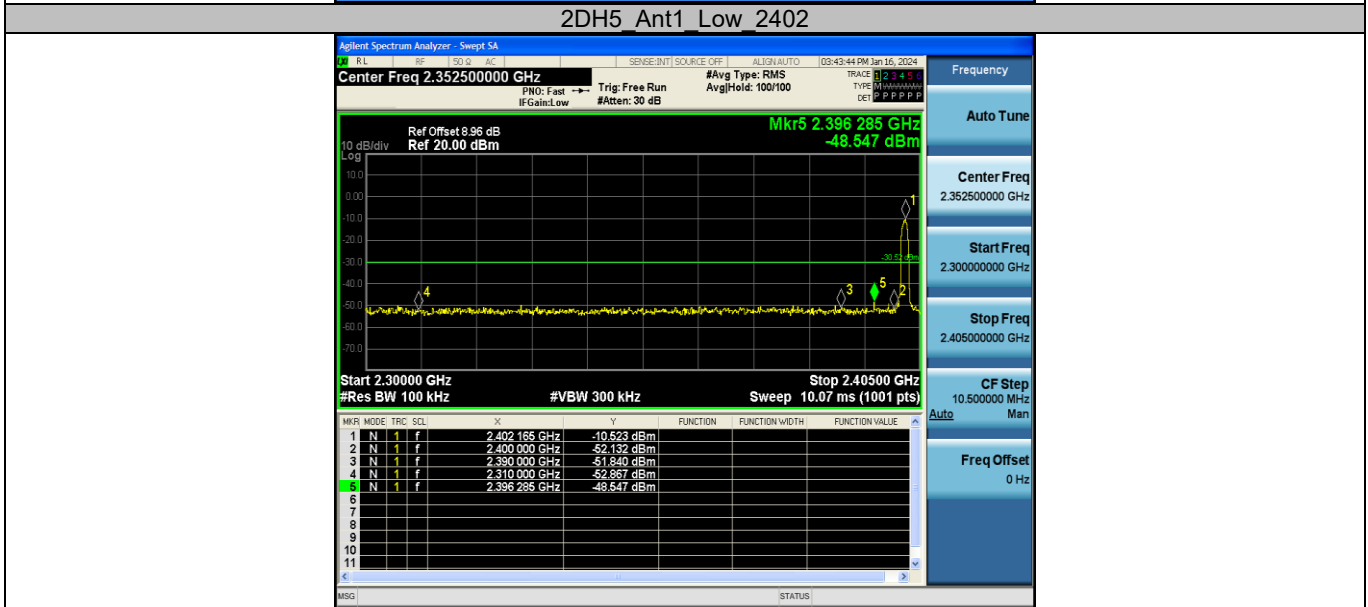 2DH5_Ant1_Low_2402
Agilent Spectrum Analyzer - Swept SA
RL RF 50 Ω AC SENSE:INT SOURCE OFF ALIGNAUTO 03:43:44 PM Jan 16, 2024
Center Freq 2.352500000 GHz #Avg Type: RMS TRACE 1 2 3 4 5 6
PNO: Fast Trig: Free Run Avg|Hold: 100/100 TYPE M
IFGain:Low #Atten: 30 dB DET P P P P P P
Frequency
Mkr5 2.396 285 GHz
-48.547 dBm
Ref Offset 8.96 dB
10 dB/div Ref 20.00 dBm
Log
10.0
0.00
-10.0
-20.0
-30.0
-40.0
-50.0
-60.0
-70.0
1
-30.52 dBm
4
3
5
2
Start 2.30000 GHz Stop 2.40500 GHz
#Res BW 100 kHz #VBW 300 kHz Sweep 10.07 ms (1001 pts)
MKR MODE TRC SCL X Y FUNCTION FUNCTION WIDTH FUNCTION VALUE
1 N 1 f 2.402 165 GHz -10.523 dBm
2 N 1 f 2.400 000 GHz -52.132 dBm
3 N 1 f 2.390 000 GHz -51.840 dBm
4 N 1 f 2.310 000 GHz -52.867 dBm
5 N 1 f 2.396 285 GHz -48.547 dBm
6
7
8
9
10
11
Auto Tune
Center Freq
2.352500000 GHz
Start Freq
2.300000000 GHz
Stop Freq
2.405000000 GHz
CF Step
10.500000 MHz
Auto Man
Freq Offset
0 Hz
MSG STATUS